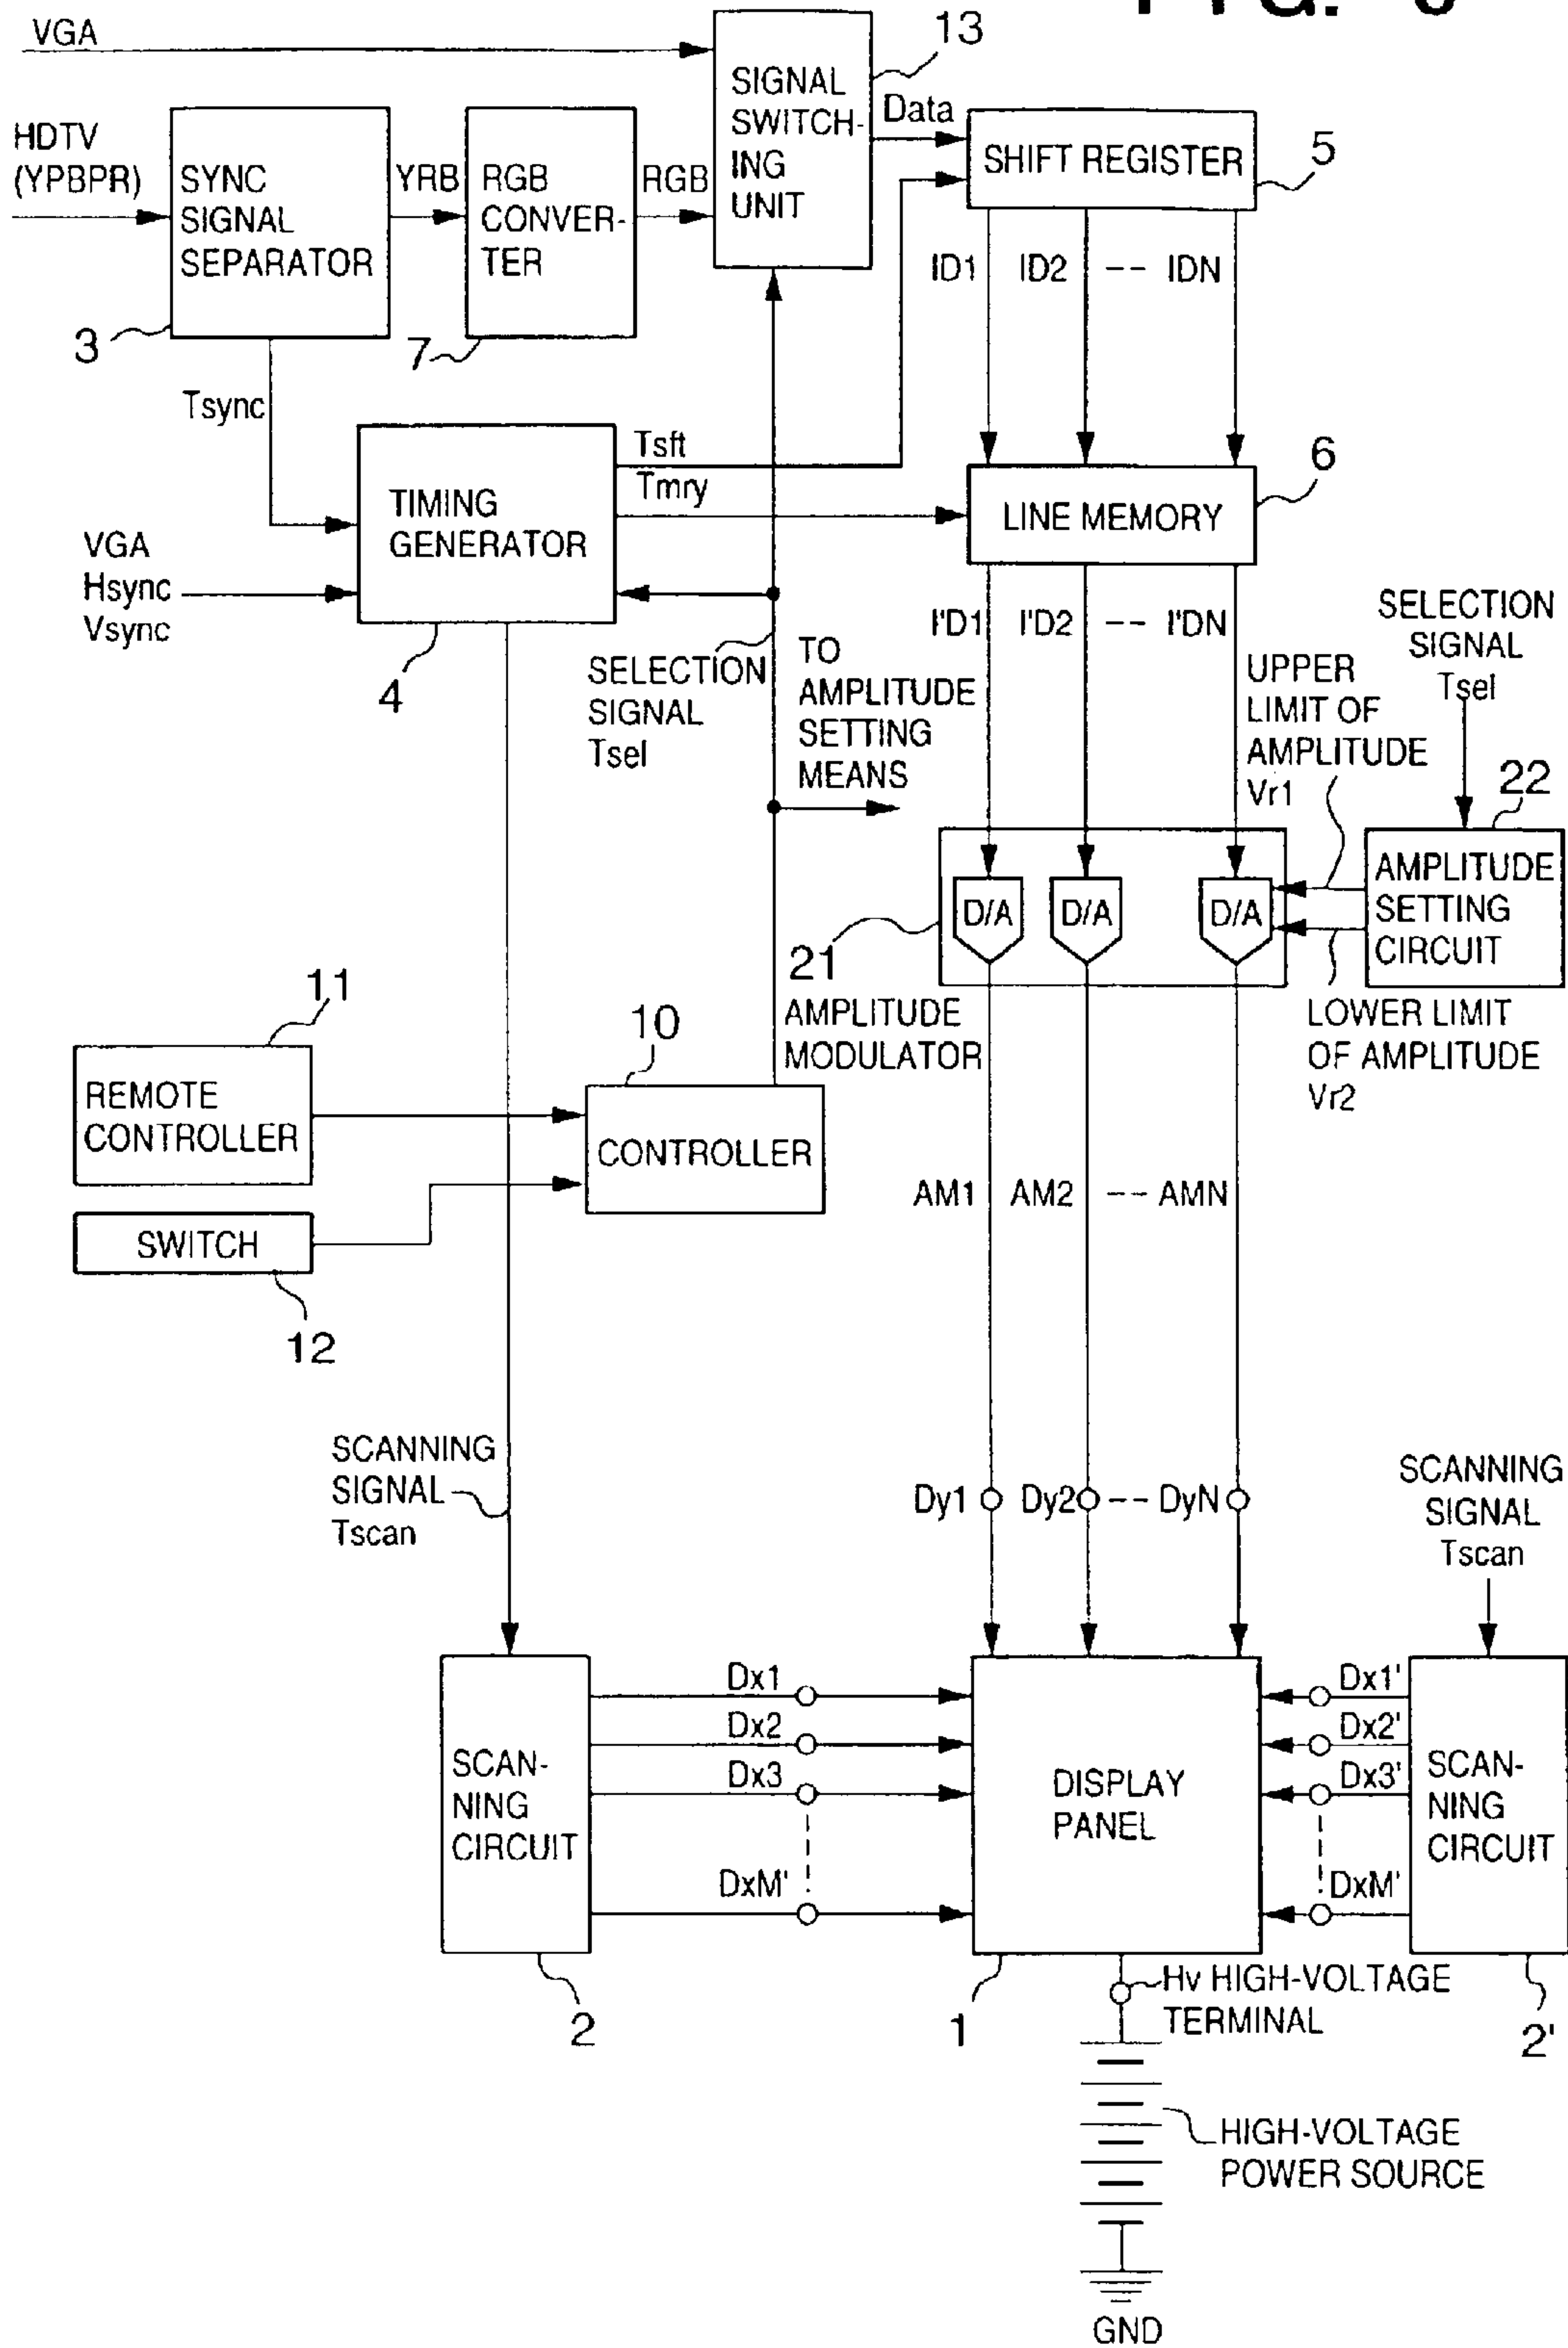 FIG.
VGA
13
SIGNAL
SWITCH-
ING
UNIT
Data
HDTV
(YPBPR)
SYNC
SIGNAL
SEPARATOR
YRB
RGB
CONVER-
TER
RGB
SHIFT REGISTER
5
3
7
ID1
ID2
-- IDN
Tsync
Tsft
Tmry
TIMING
GENERATOR
6
LINE MEMORY
VGA
Hsync
Vsync
4
I'D1
I'D2
-- I'DN
SELECTION
SIGNAL
Tsel
SELECTION
SIGNAL
Tsel
TO
AMPLITUDE
SETTING
MEANS
UPPER
LIMIT OF
AMPLITUDE
Vr1
22
AMPLITUDE
SETTING
CIRCUIT
D/A
D/A
D/A
21
AMPLITUDE
MODULATOR
LOWER LIMIT
OF AMPLITUDE
Vr2
11
REMOTE
CONTROLLER
10
CONTROLLER
SWITCH
12
AM1
AM2
-- AMN
SCANNING
SIGNAL
Tscan
Dy1
Dy2
-- DyN
SCANNING
SIGNAL
Tscan
SCAN-
NING
CIRCUIT
Dx1
Dx2
Dx3
DxM'
DISPLAY
PANEL
Dx1'
Dx2'
Dx3'
DxM'
SCAN-
NING
CIRCUIT
2
1
Hv HIGH-VOLTAGE
TERMINAL
2'
HIGH-VOLTAGE
POWER SOURCE
GND